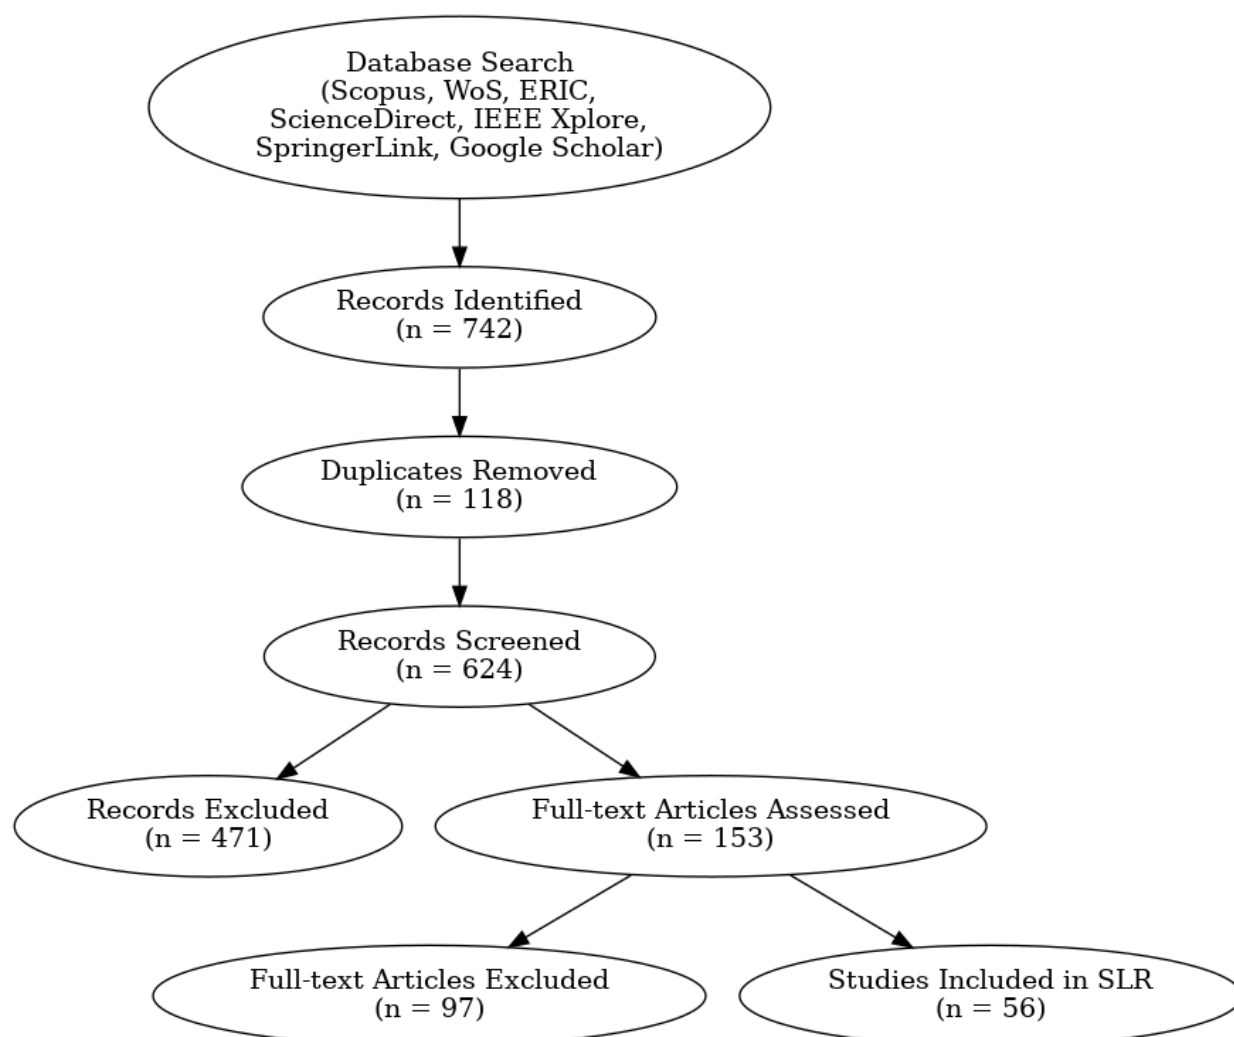 Database Search
(Scopus, WoS, ERIC,
ScienceDirect, IEEE Xplore,
SpringerLink, Google Scholar)
Records Identified
(n = 742)
Duplicates Removed
(n = 118)
Records Screened
(n = 624)
Records Excluded
(n = 471)
Full-text Articles Assessed
(n = 153)
Full-text Articles Excluded
(n = 97)
Studies Included in SLR
(n = 56)